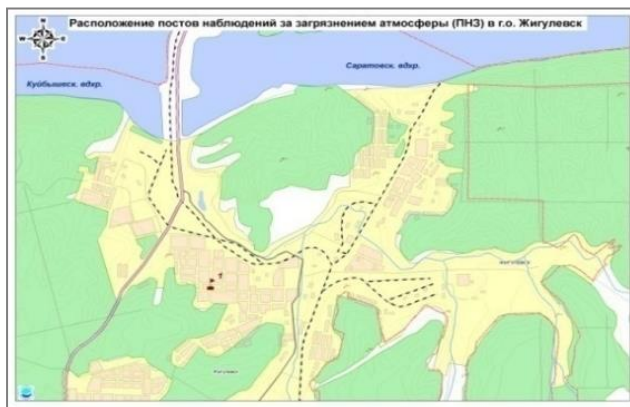 Расположение постов наблюдений за загрязнением атмосферы (ПНЗ) в г.о. Жигулевск
N
W
E
S
Саратовск. вдхр.
Куйбышевск. вдхр.